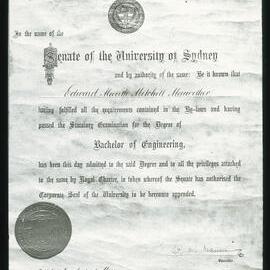 In the name of the
Senate of the University of Sydney
and by authority of the same: Be it known that
Edward
having fulfilled all the requirements contained in the By-laws and having
passed the Statutory Examination for the Degree of
Bachelor of Engineering,
has been this day admitted to the said Degree and to all the privileges attached
to the same by Royal Charter, in token whereof the Senate has authorised the
Corporate Seal of the University to be hereunto appended.